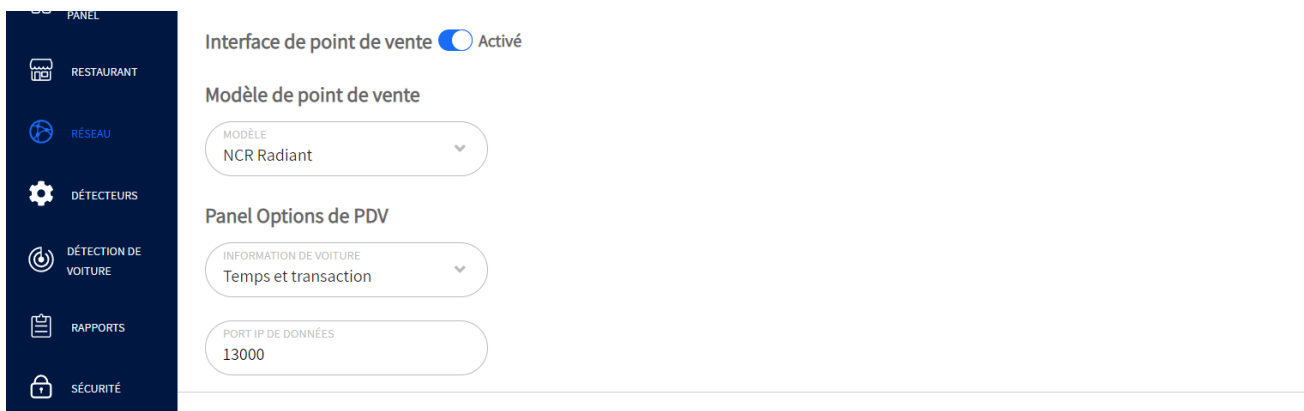 PANEL
RESTAURANT
RÉSEAU
DÉTECTEURS
DÉTECTION DE
VOITURE
RAPPORTS
SÉCURITÉ
Interface de point de vente Activé
Modèle de point de vente
MODÈLE
NCR Radiant
Panel Options de PDV
INFORMATION DE VOITURE
Temps et transaction
PORT IP DE DONNÉES
13000